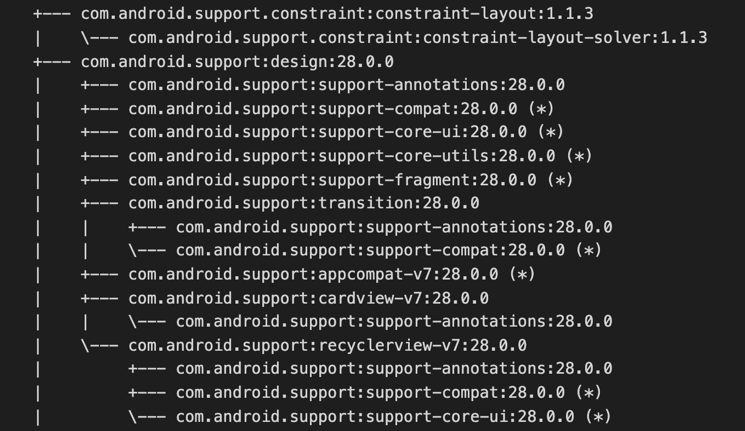 +--- com.android.support.constraint:constraint-layout:1.1.3
|    \--- com.android.support.constraint:constraint-layout-solver:1.1.3
+--- com.android.support:design:28.0.0
|    +--- com.android.support:support-annotations:28.0.0
|    +--- com.android.support:support-compat:28.0.0 (*)
|    +--- com.android.support:support-core-ui:28.0.0 (*)
|    +--- com.android.support:support-core-utils:28.0.0 (*)
|    +--- com.android.support:support-fragment:28.0.0 (*)
|    +--- com.android.support:transition:28.0.0
|    |    +--- com.android.support:support-annotations:28.0.0
|    |    \--- com.android.support:support-compat:28.0.0 (*)
|    +--- com.android.support:appcompat-v7:28.0.0 (*)
|    +--- com.android.support:cardview-v7:28.0.0
|    |    \--- com.android.support:support-annotations:28.0.0
|    \--- com.android.support:recyclerview-v7:28.0.0
|         +--- com.android.support:support-annotations:28.0.0
|         +--- com.android.support:support-compat:28.0.0 (*)
|         \--- com.android.support:support-core-ui:28.0.0 (*)